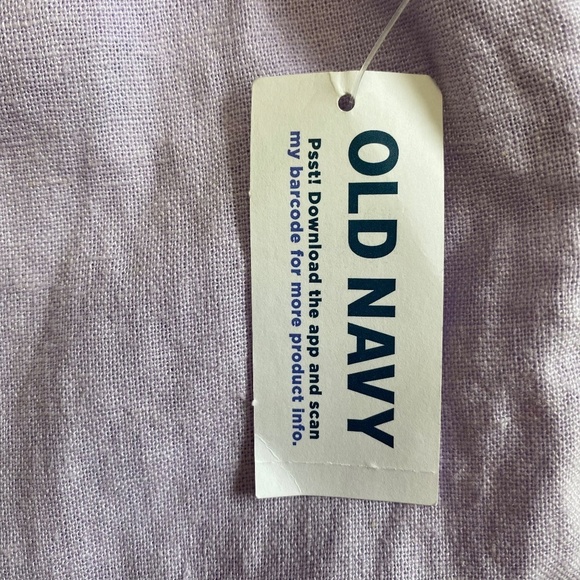 OLD NAVY
Psst! Download the app and scan
my barcode for more product info.